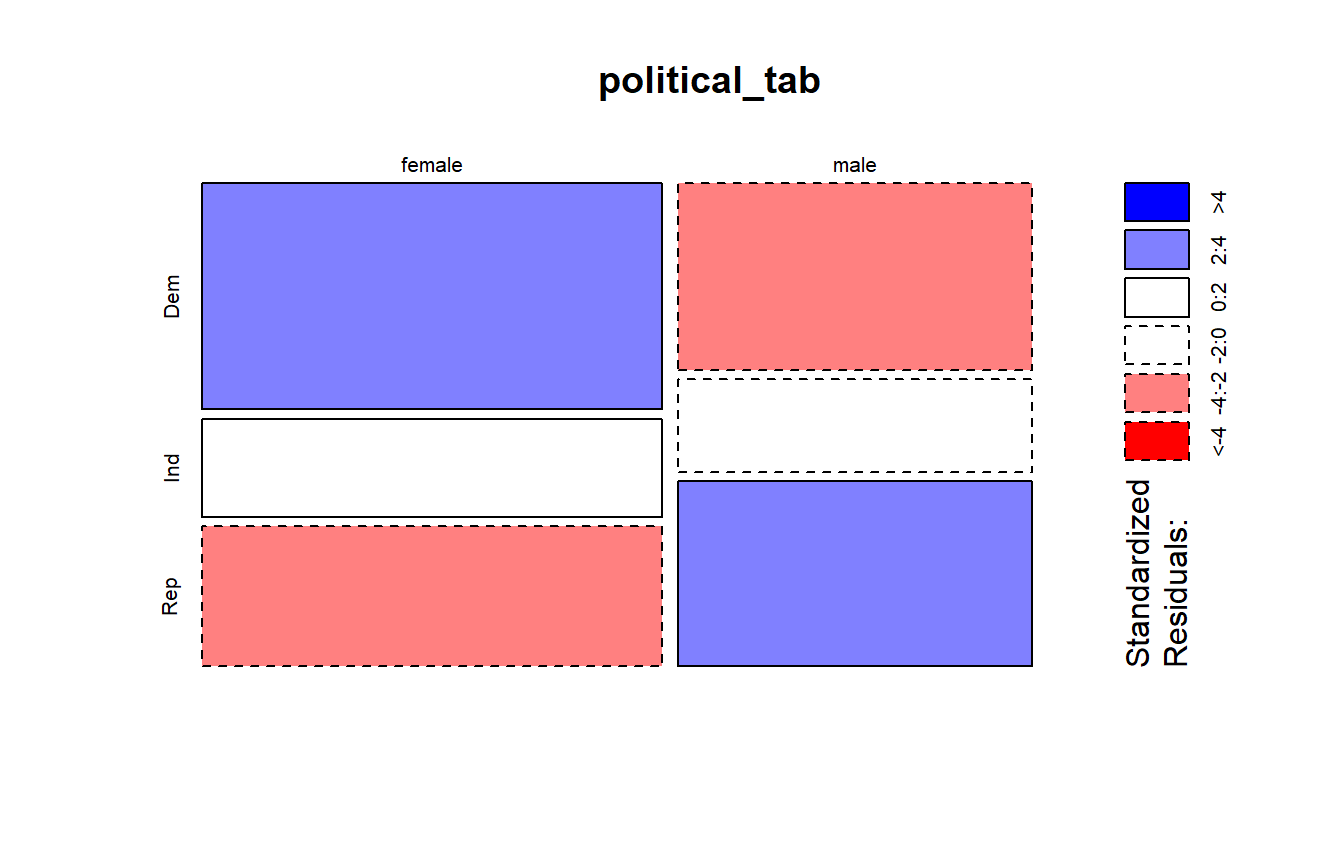 political_tab
female
male
Dem
Ind
Rep
>4
2:4
0:2
-2:0
-4:-2
<-4
Standardized
Residuals: